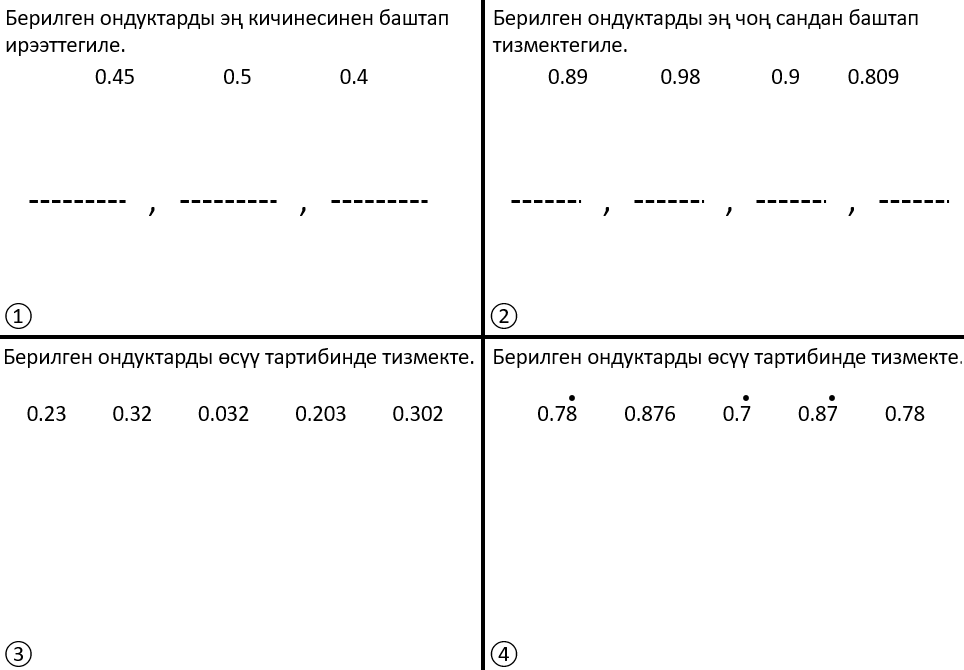 Берилген ондуктарды эң кичинесинен баштап
ирээттегиле.
0.45 0.5 0.4
--------- , --------- , ---------
①
Берилген ондуктарды эң чоң сандан баштап
тизмектегиле.
0.89 0.98 0.9 0.809
------- , ------- , ------- , -------
②
Берилген ондуктарды өсүү тартибинде тизмекте.
0.23 0.32 0.032 0.203 0.302
③
Берилген ондуктарды өсүү тартибинде тизмекте.
0.78̇ 0.876 0.7̇ 0.87̇ 0.78
④